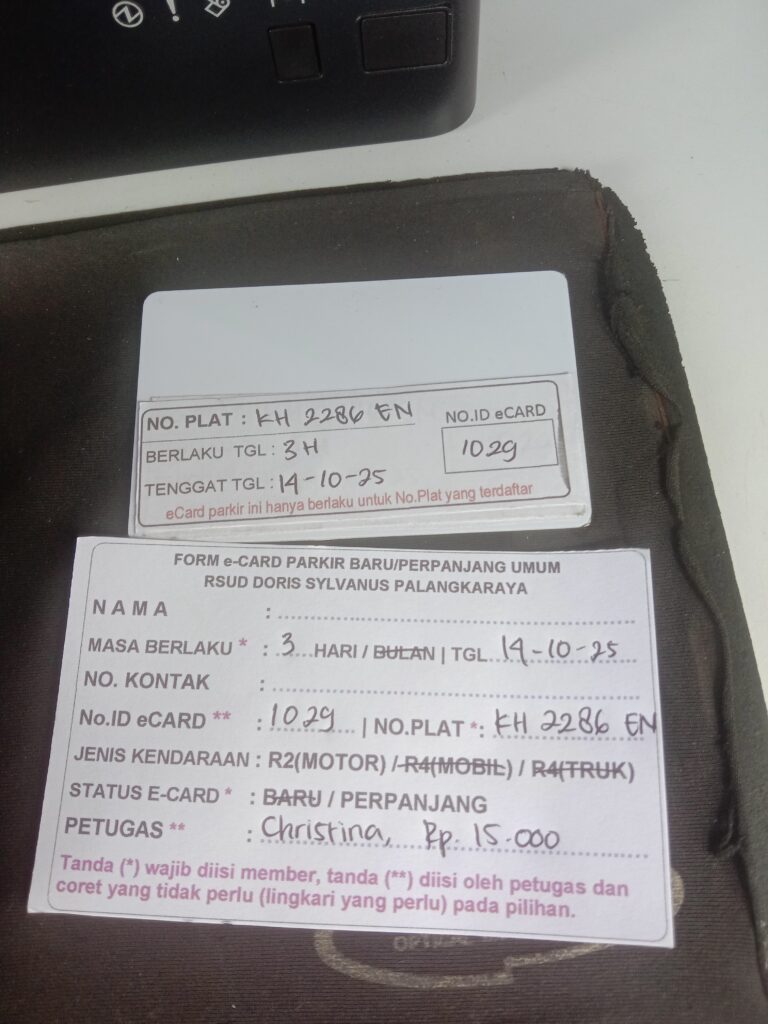 NO. PLAT : KH 2286 EN
NO.ID eCARD
BERLAKU TGL : 3 H
1029
TENGGAT TGL : 14-10-25
eCard parkir ini hanya berlaku untuk No.Plat yang terdaftar
FORM e-CARD PARKIR BARU/PERPANJANG UMUM
RSUD DORIS SYLVANUS PALANGKARAYA
NAMA :
MASA BERLAKU * : 3 HARI / BULAN | TGL 14-10-25
NO. KONTAK :
No.ID eCARD ** : 1029 | NO.PLAT *: KH 2286 EN
JENIS KENDARAAN : R2(MOTOR) / R4(MOBIL) / R4(TRUK)
STATUS E-CARD * : BARU / PERPANJANG
PETUGAS ** : Christina, Rp. 15.000
Tanda (*) wajib diisi member, tanda (**) diisi oleh petugas dan
coret yang tidak perlu (lingkari yang perlu) pada pilihan.